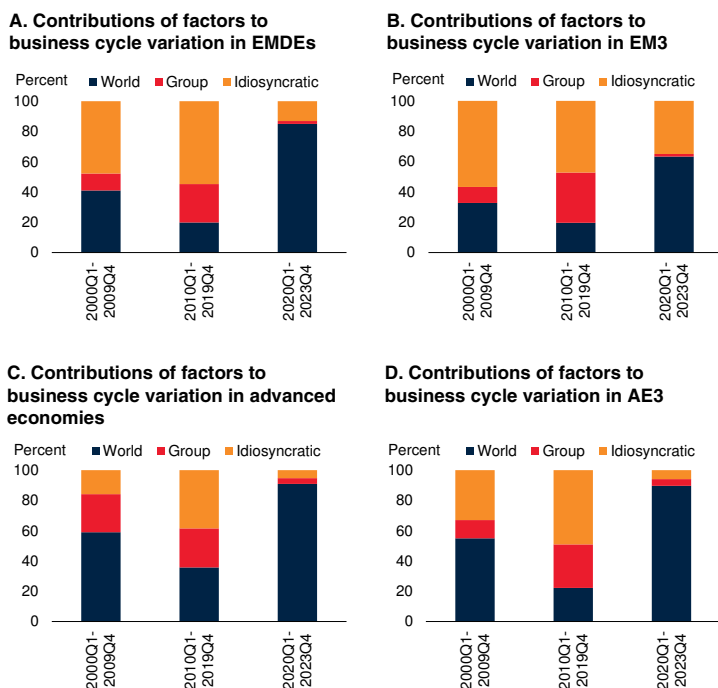 A. Contributions of factors to
business cycle variation in EMDEs
Percent
World Group Idiosyncratic
100
80
60
40
20
0
2000Q1-
2009Q4
2010Q1-
2019Q4
2020Q1-
2023Q4
B. Contributions of factors to
business cycle variation in EM3
Percent
World Group Idiosyncratic
100
80
60
40
20
0
2000Q1-
2009Q4
2010Q1-
2019Q4
2020Q1-
2023Q4
C. Contributions of factors to
business cycle variation in advanced
economies
Percent
World Group Idiosyncratic
100
80
60
40
20
0
2000Q1-
2009Q4
2010Q1-
2019Q4
2020Q1-
2023Q4
D. Contributions of factors to
business cycle variation in AE3
Percent
World Group Idiosyncratic
100
80
60
40
20
0
2000Q1-
2009Q4
2010Q1-
2019Q4
2020Q1-
2023Q4